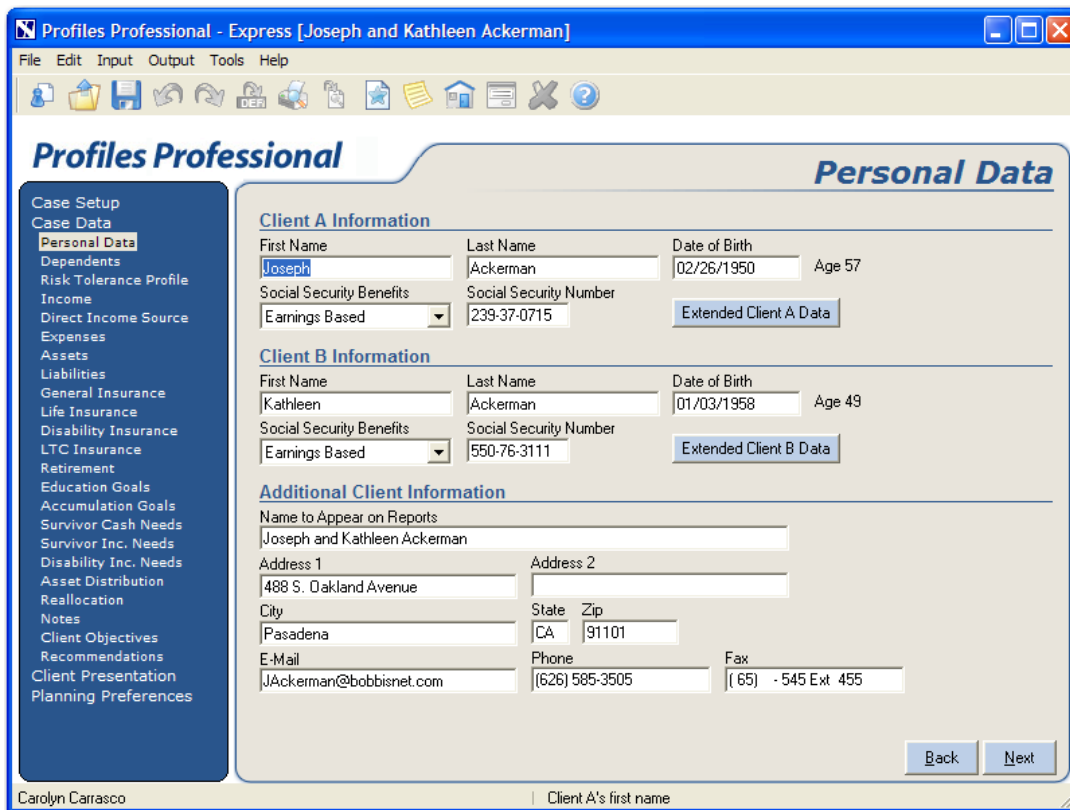 Profiles Professional - Express [Joseph and Kathleen Ackerman]
File Edit Input Output Tools Help
Profiles Professional
Personal Data
Case Setup
Case Data
Personal Data
Dependents
Risk Tolerance Profile
Income
Direct Income Source
Expenses
Assets
Liabilities
General Insurance
Life Insurance
Disability Insurance
LTC Insurance
Retirement
Education Goals
Accumulation Goals
Survivor Cash Needs
Survivor Inc. Needs
Disability Inc. Needs
Asset Distribution
Reallocation
Notes
Client Objectives
Recommendations
Client Presentation
Planning Preferences
Client A Information
First Name Last Name Date of Birth
Joseph Ackerman 02/26/1950 Age 57
Social Security Benefits Social Security Number
Earnings Based 239-37-0715 Extended Client A Data
Client B Information
First Name Last Name Date of Birth
Kathleen Ackerman 01/03/1958 Age 49
Social Security Benefits Social Security Number
Earnings Based 550-76-3111 Extended Client B Data
Additional Client Information
Name to Appear on Reports
Joseph and Kathleen Ackerman
Address 1 Address 2
488 S. Oakland Avenue
City State Zip
Pasadena CA 91101
E-Mail Phone Fax
JAckerman@bobbisnet.com (626) 585-3505 ( 65) - 545 Ext 455
Back Next
Carolyn Carrasco Client A's first name